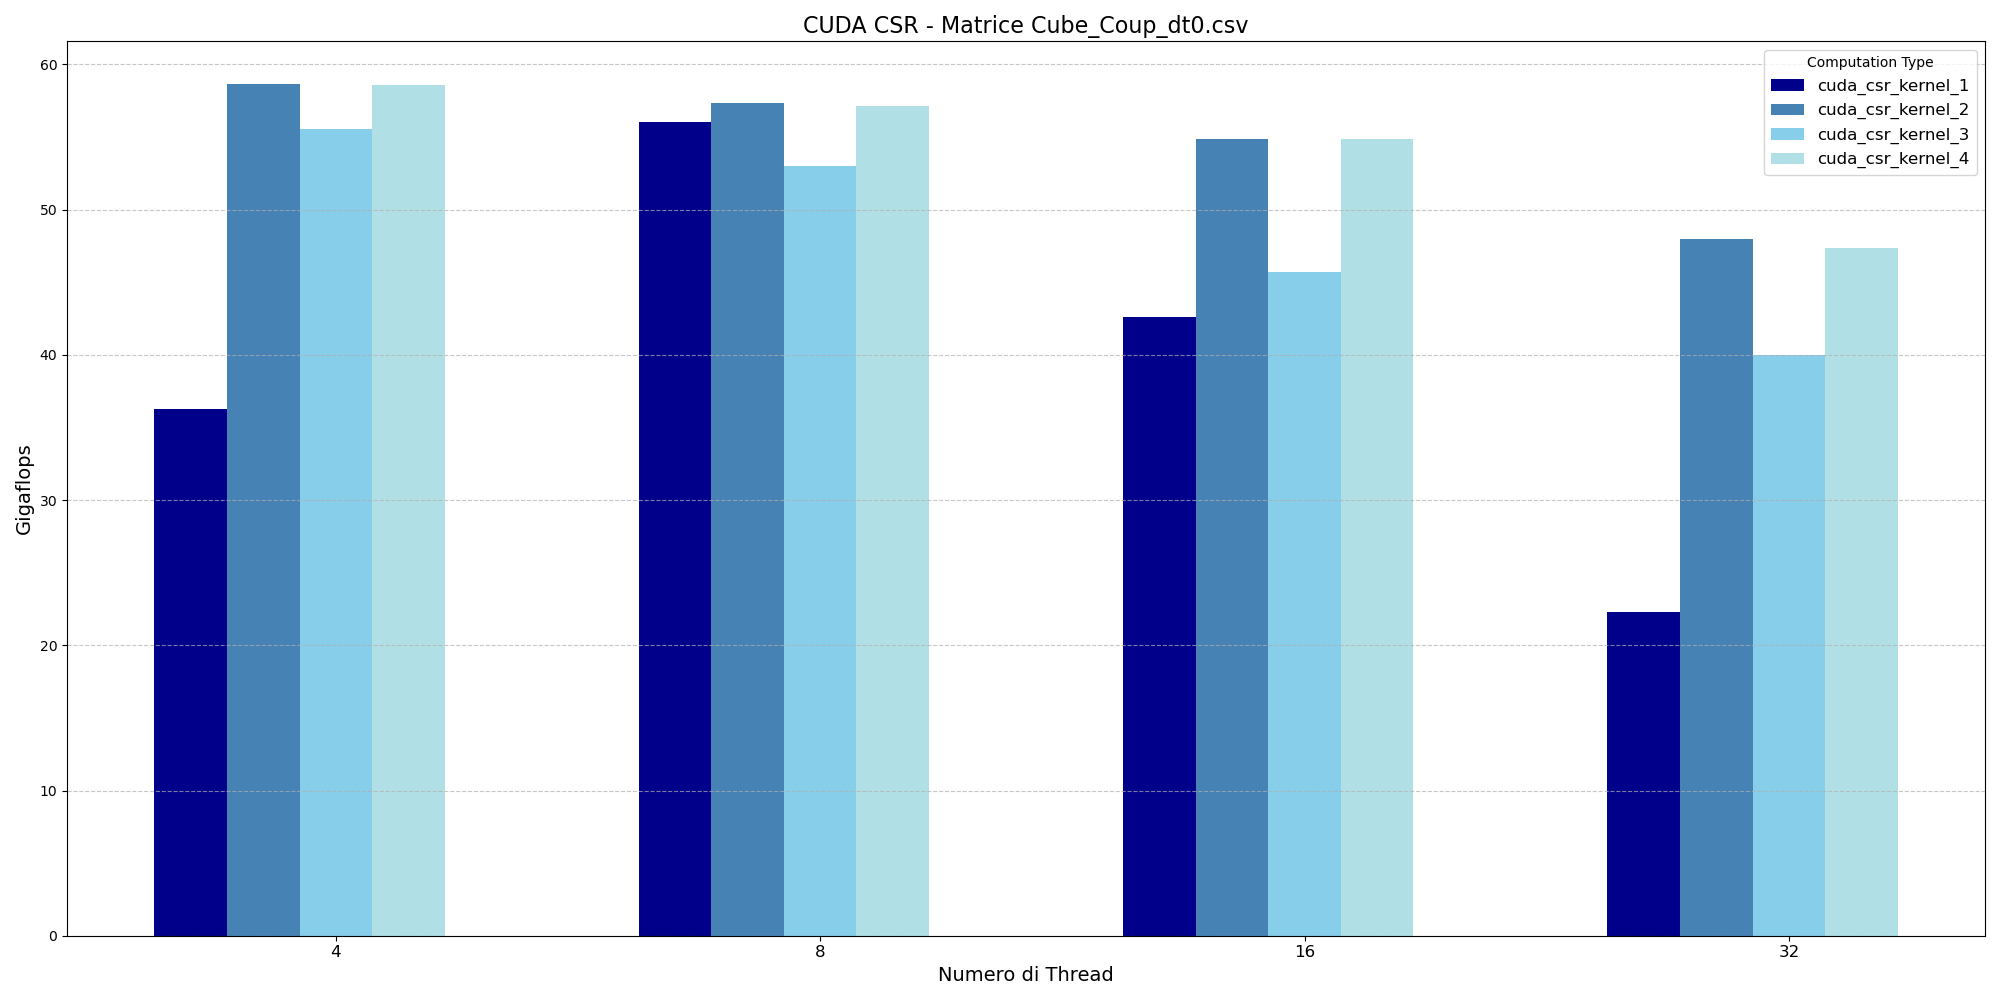 CUDA CSR - Matrice Cube_Coup_dt0.csv
Computation Type
cuda_csr_kernel_1
cuda_csr_kernel_2
cuda_csr_kernel_3
cuda_csr_kernel_4
Gigaflops
60
50
40
30
20
10
0
4 8 16 32
Numero di Thread